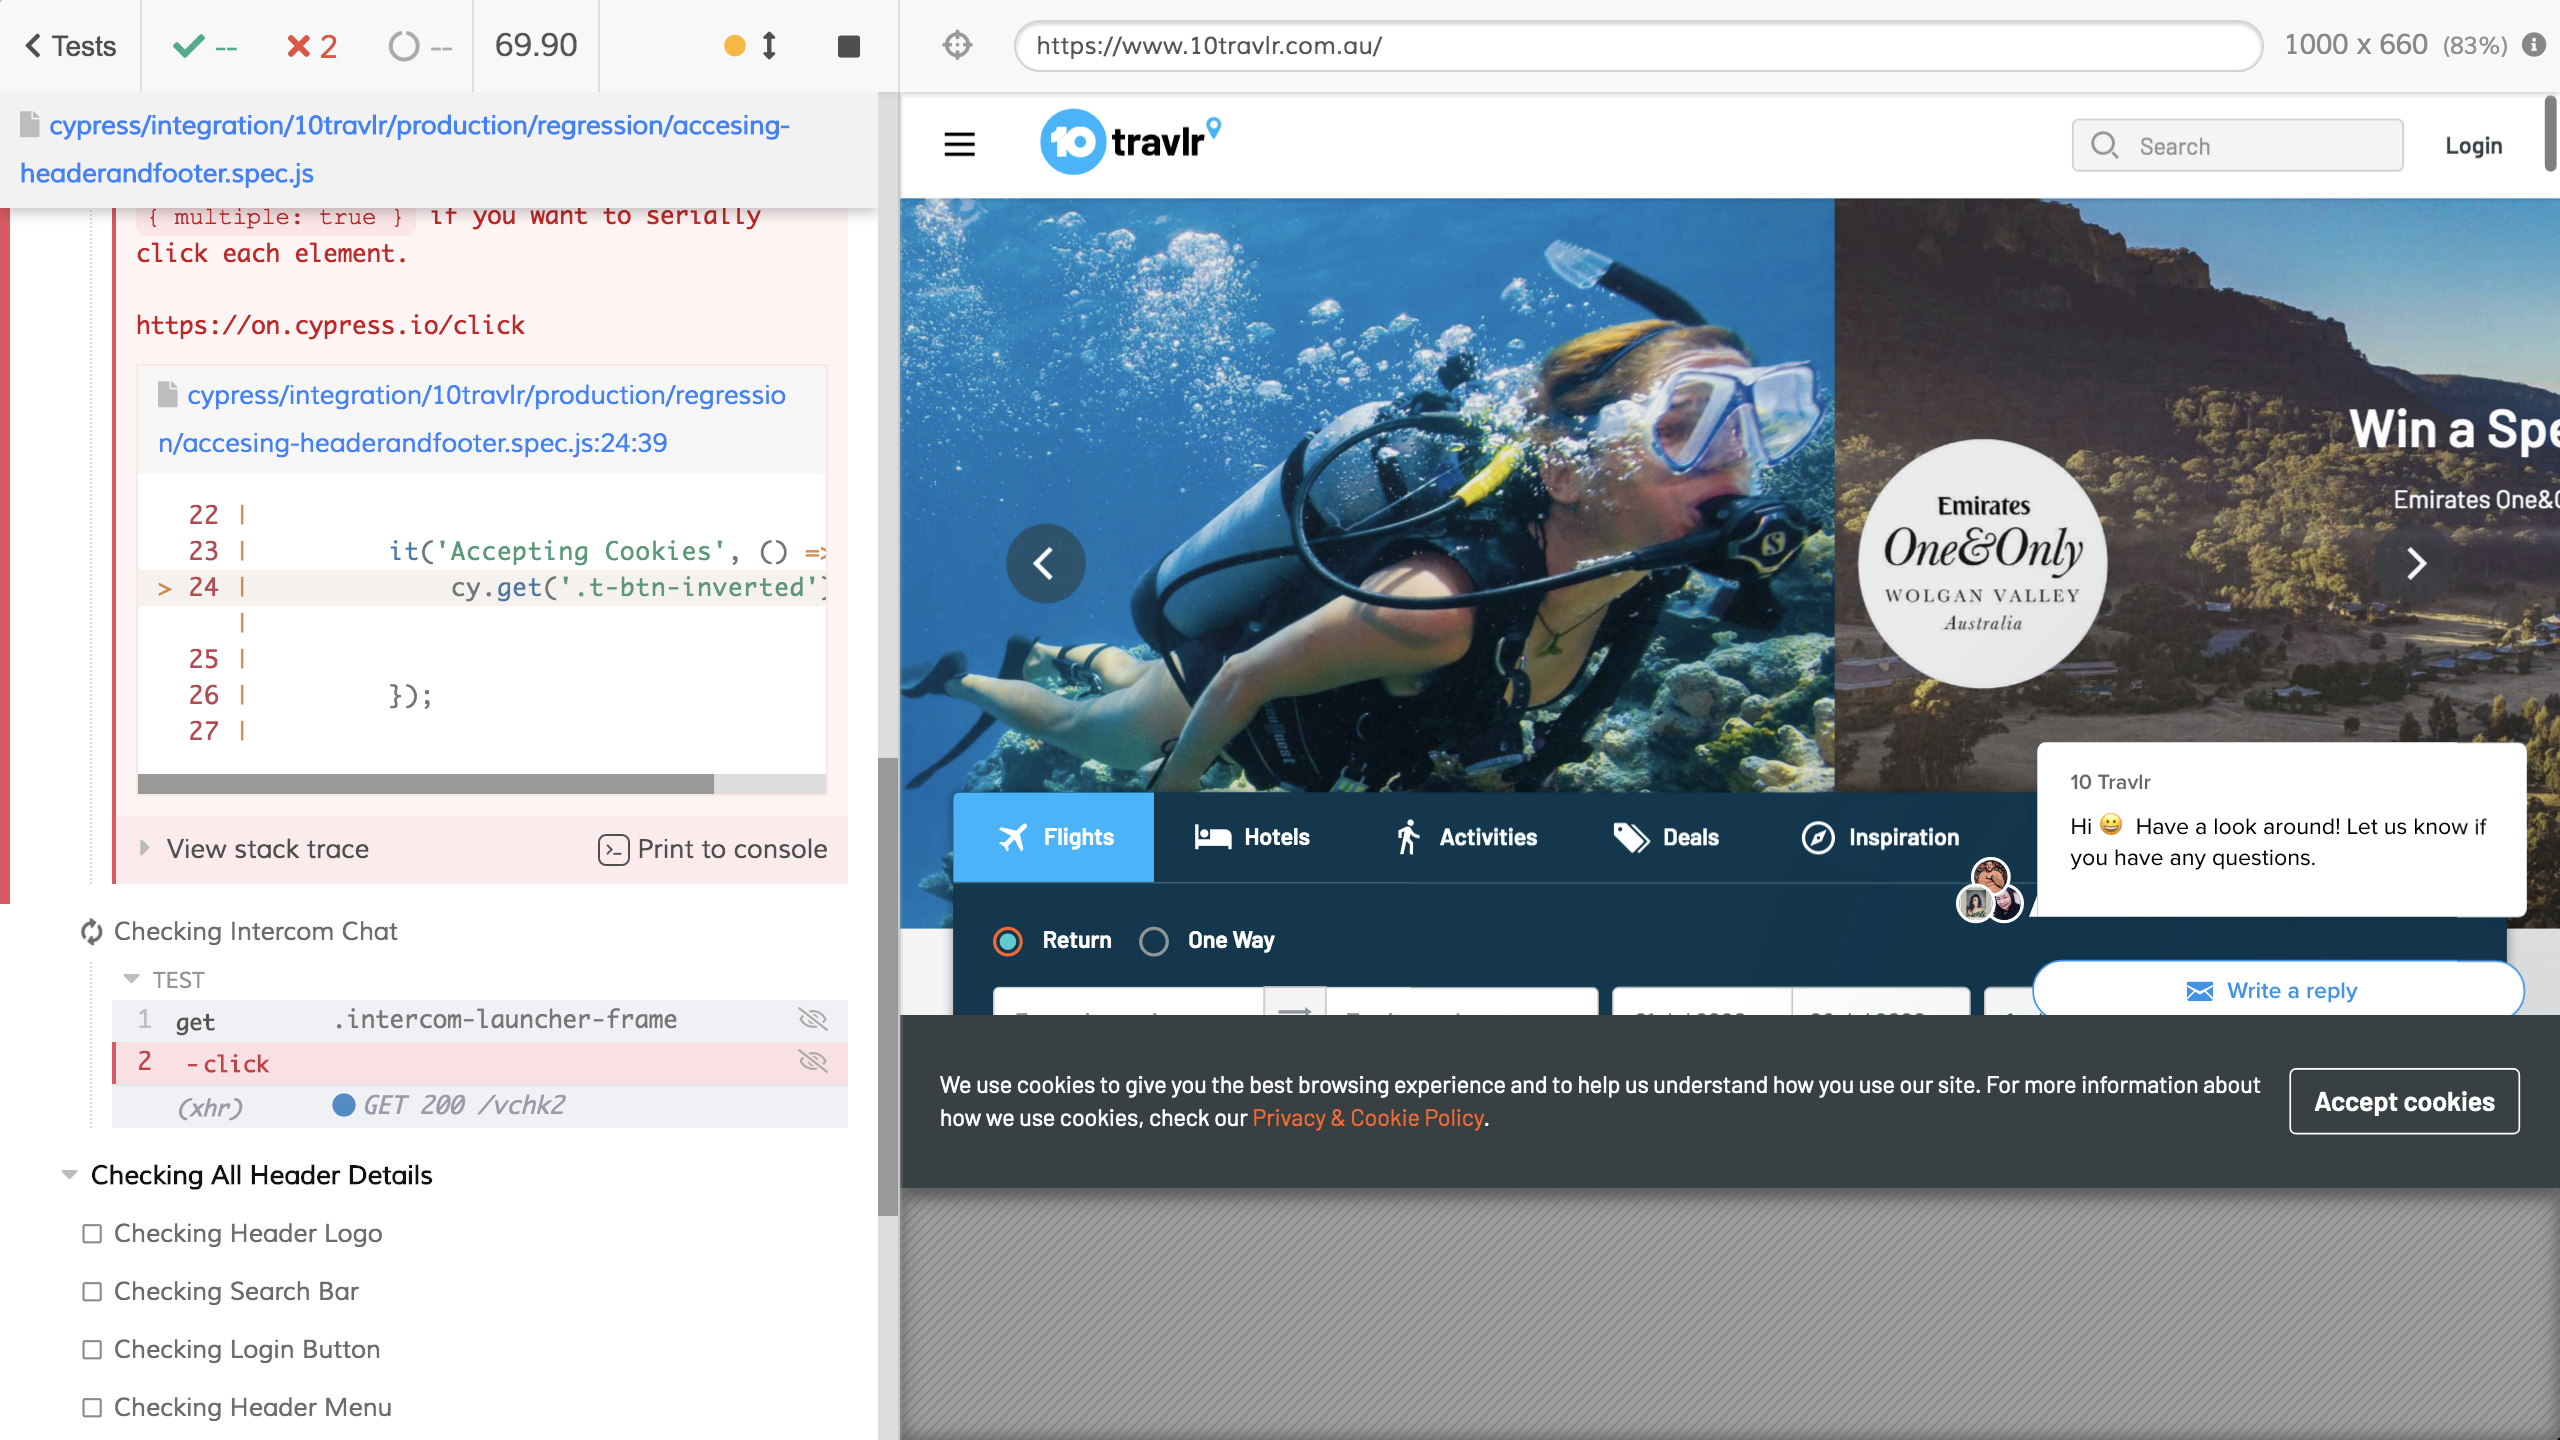 Tests
--
2
--
69.90
https://www.10travlr.com.au/
1000 x 660 (83%)
cypress/integration/10travlr/production/regression/accesing-
headerandfooter.spec.js
{ multiple: true } if you want to serially
click each element.
https://on.cypress.io/click
cypress/integration/10travlr/production/regressio
n/accesing-headerandfooter.spec.js:24:39
22 |
23 | it('Accepting Cookies', () =>
> 24 | cy.get('.t-btn-inverted')
|
25 |
26 | });
27 |
View stack trace
Print to console
Checking Intercom Chat
TEST
1 get .intercom-launcher-frame
2 -click
(xhr) GET 200 /vchk2
Checking All Header Details
Checking Header Logo
Checking Search Bar
Checking Login Button
Checking Header Menu
10 travlr
Search
Login
Win a Spe
Emirates One&O
Emirates
One&Only
WOLGAN VALLEY
Australia
Flights
Hotels
Activities
Deals
Inspiration
Return
One Way
10 Travlr
Hi 😀 Have a look around! Let us know if
you have any questions.
Write a reply
We use cookies to give you the best browsing experience and to help us understand how you use our site. For more information about
how we use cookies, check our Privacy & Cookie Policy.
Accept cookies